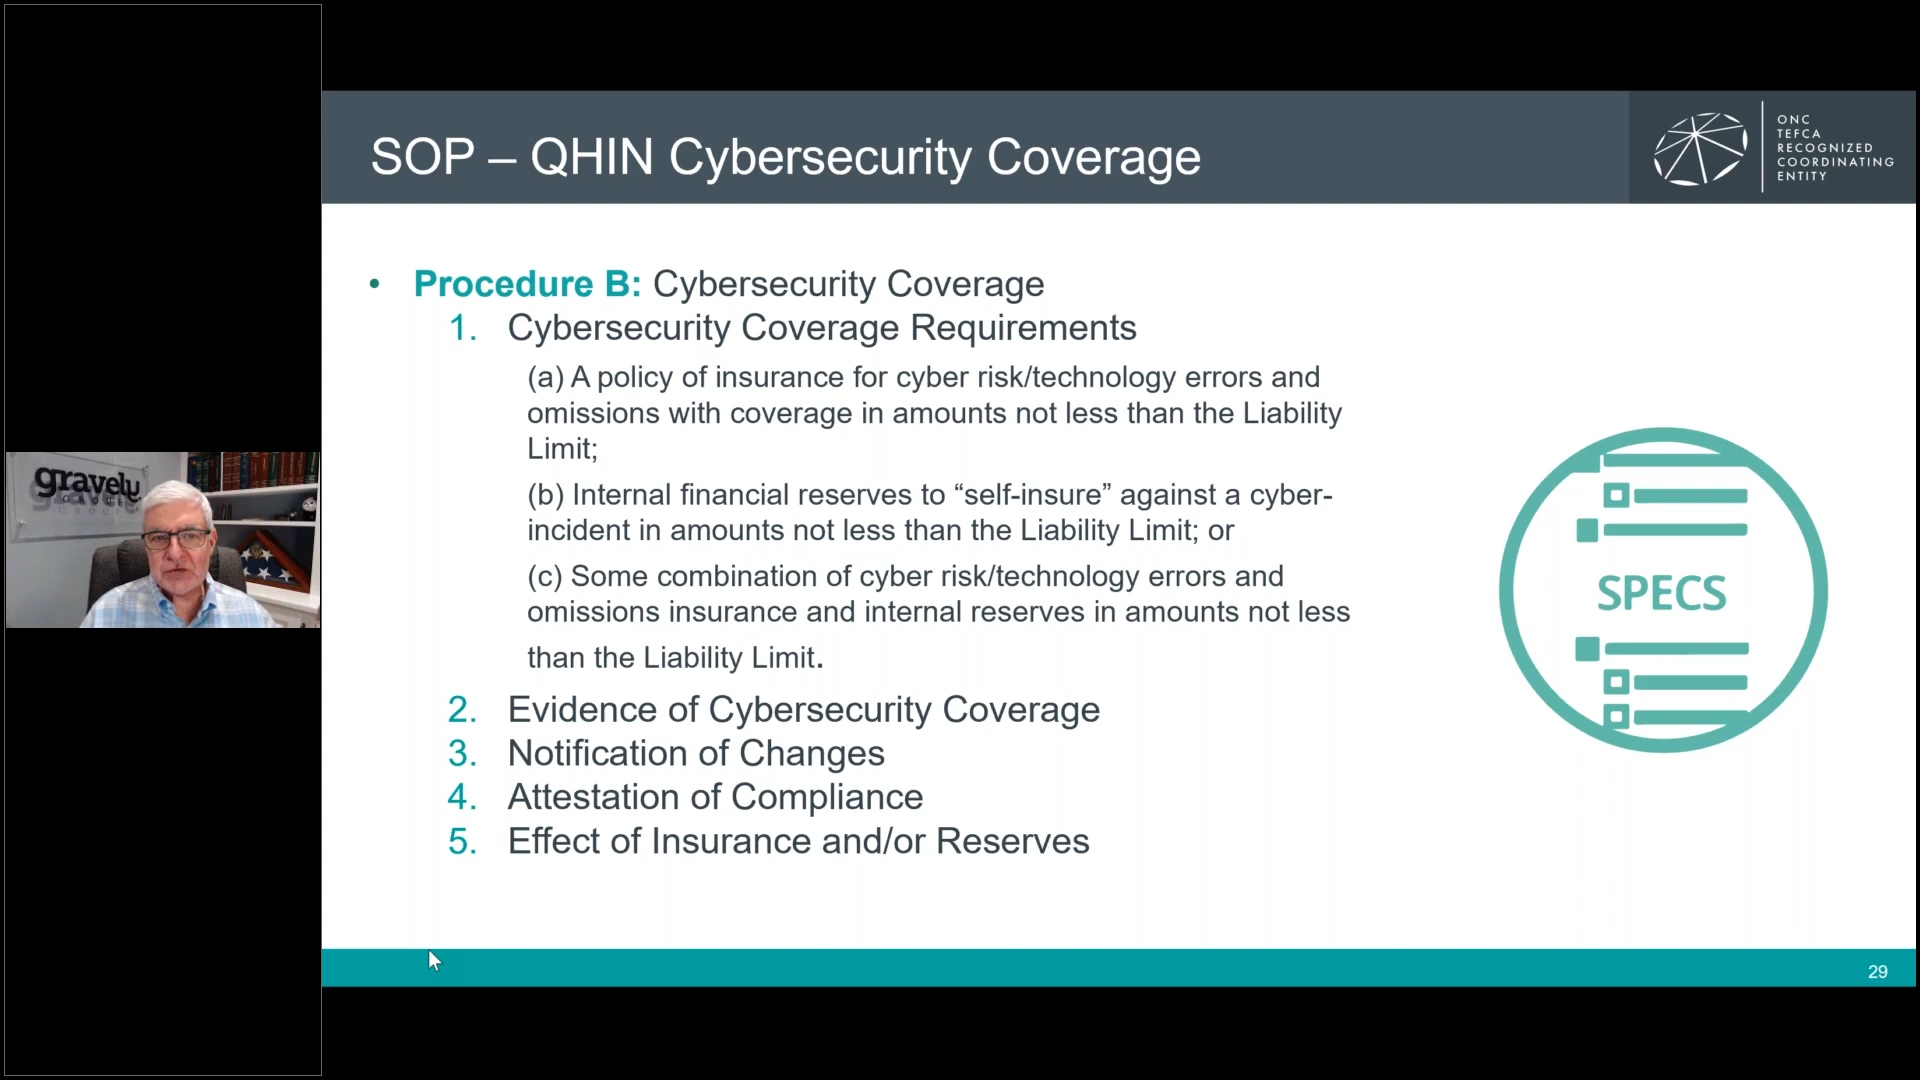 SOP – QHIN Cybersecurity Coverage
ONC
TEFCA
RECOGNIZED
COORDINATING
ENTITY
• Procedure B: Cybersecurity Coverage
1. Cybersecurity Coverage Requirements
(a) A policy of insurance for cyber risk/technology errors and
omissions with coverage in amounts not less than the Liability
Limit;
(b) Internal financial reserves to “self-insure” against a cyber-
incident in amounts not less than the Liability Limit; or
(c) Some combination of cyber risk/technology errors and
omissions insurance and internal reserves in amounts not less
than the Liability Limit.
2. Evidence of Cybersecurity Coverage
3. Notification of Changes
4. Attestation of Compliance
5. Effect of Insurance and/or Reserves
SPECS
gravely
GROUP
29